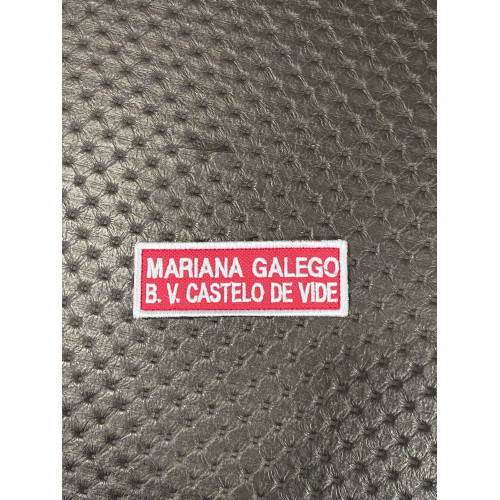 MARIANA GALEGO
B. V. CASTELO DE VIDE